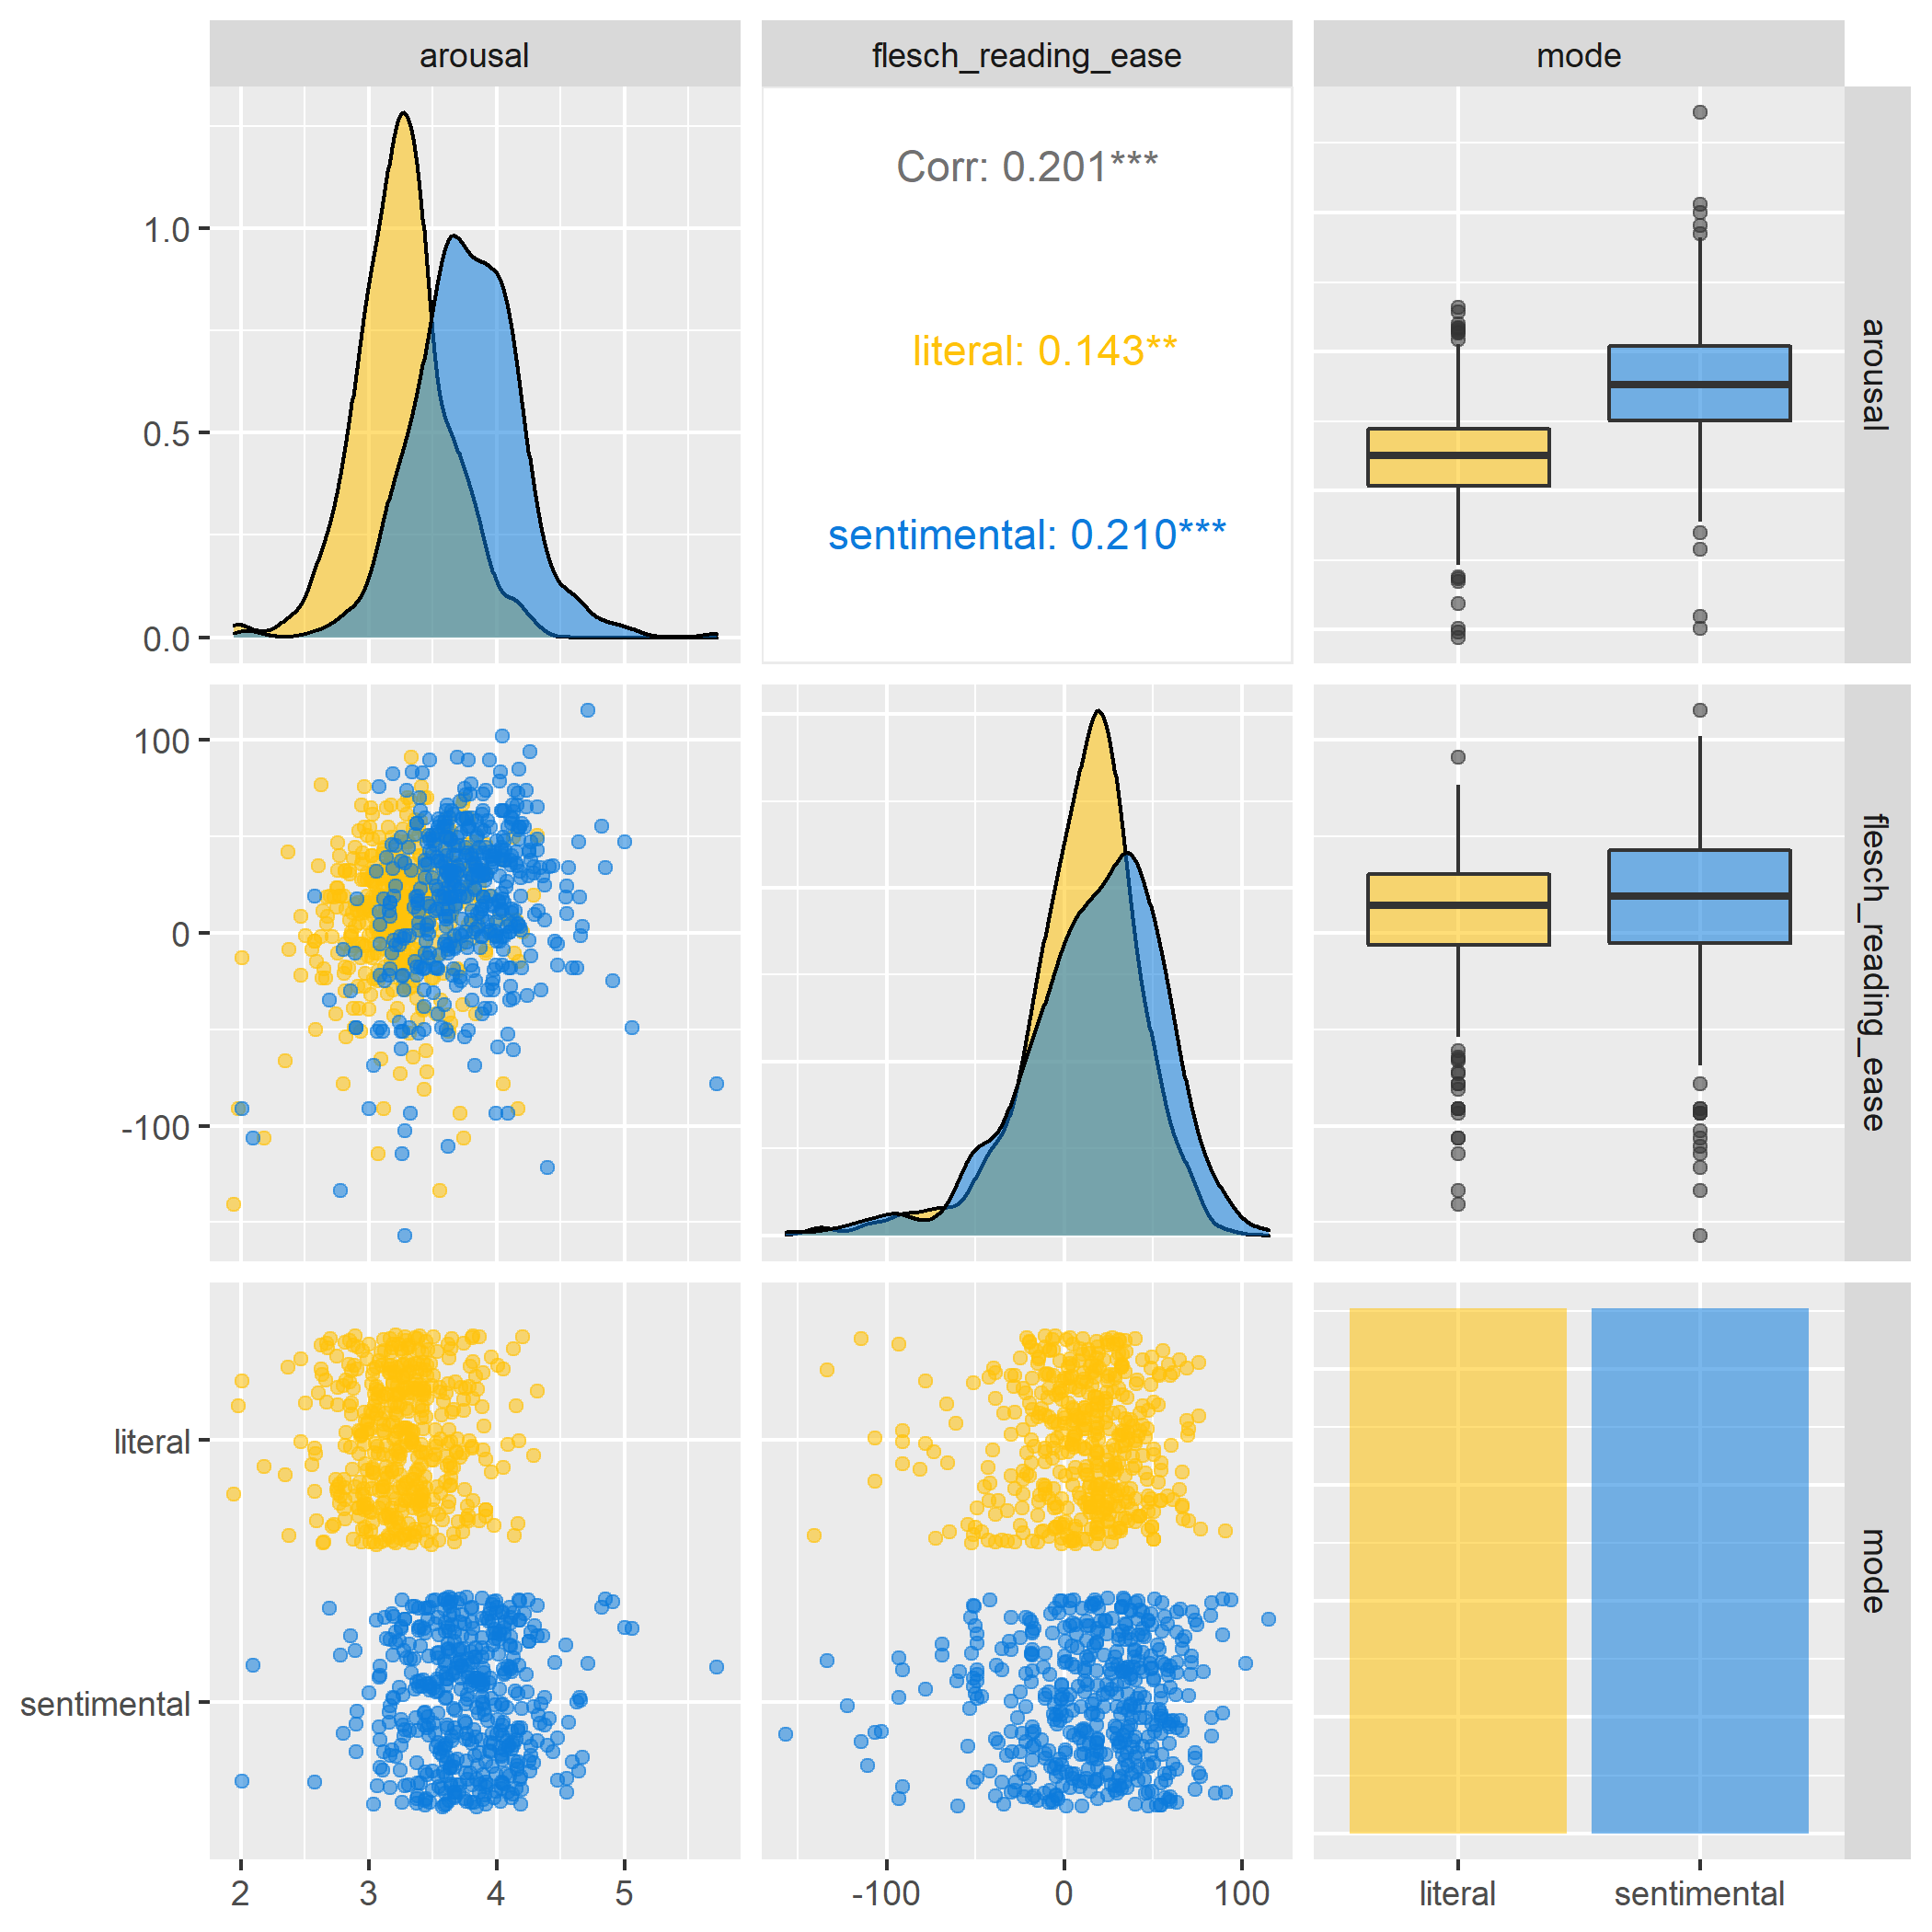 arousal
flesch_reading_ease
mode
1.0
0.5
0.0
Corr: 0.201***
literal: 0.143**
sentimental: 0.210***
arousal
100
0
-100
flesch_reading_ease
literal
sentimental
mode
2 3 4 5
-100 0 100
literal sentimental